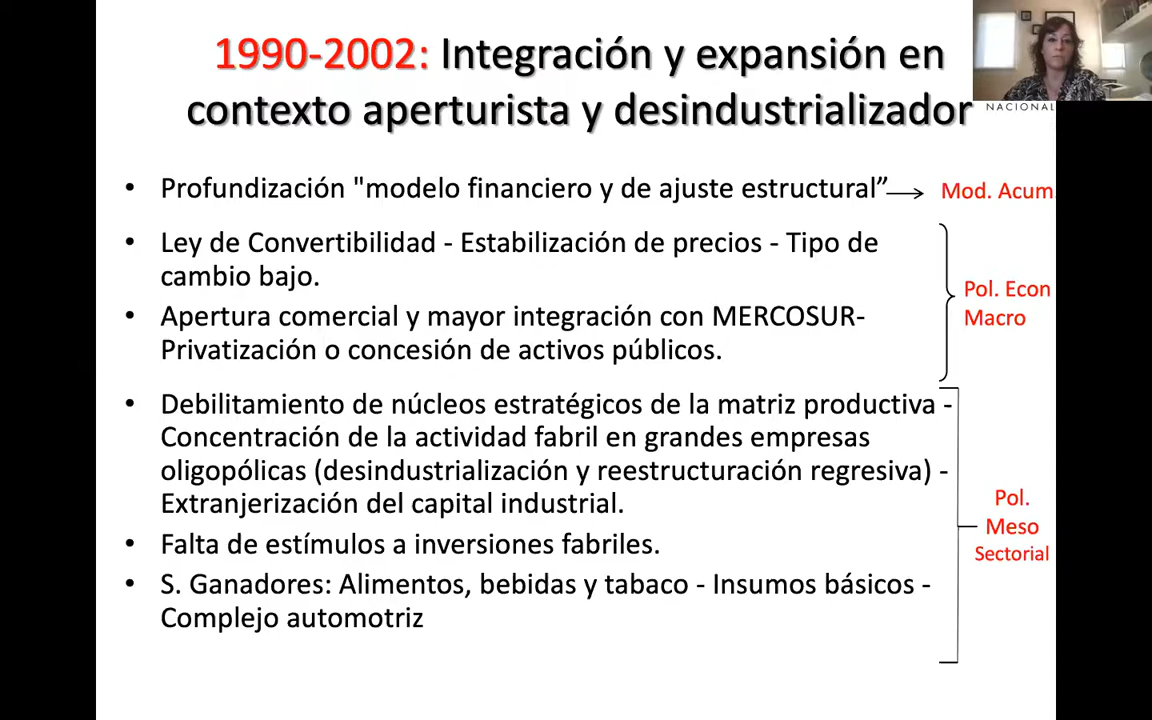 1990-2002: Integración y expansión en
contexto aperturista y desindustrializador
NACIONAL
• Profundización "modelo financiero y de ajuste estructural”
Mod. Acum.
• Ley de Convertibilidad - Estabilización de precios - Tipo de
cambio bajo.
• Apertura comercial y mayor integración con MERCOSUR-
Privatización o concesión de activos públicos.
Pol. Econ
Macro
• Debilitamiento de núcleos estratégicos de la matriz productiva -
Concentración de la actividad fabril en grandes empresas
oligopólicas (desindustrialización y reestructuración regresiva) -
Extranjerización del capital industrial.
• Falta de estímulos a inversiones fabriles.
• S. Ganadores: Alimentos, bebidas y tabaco - Insumos básicos -
Complejo automotriz
Pol.
Meso
Sectorial